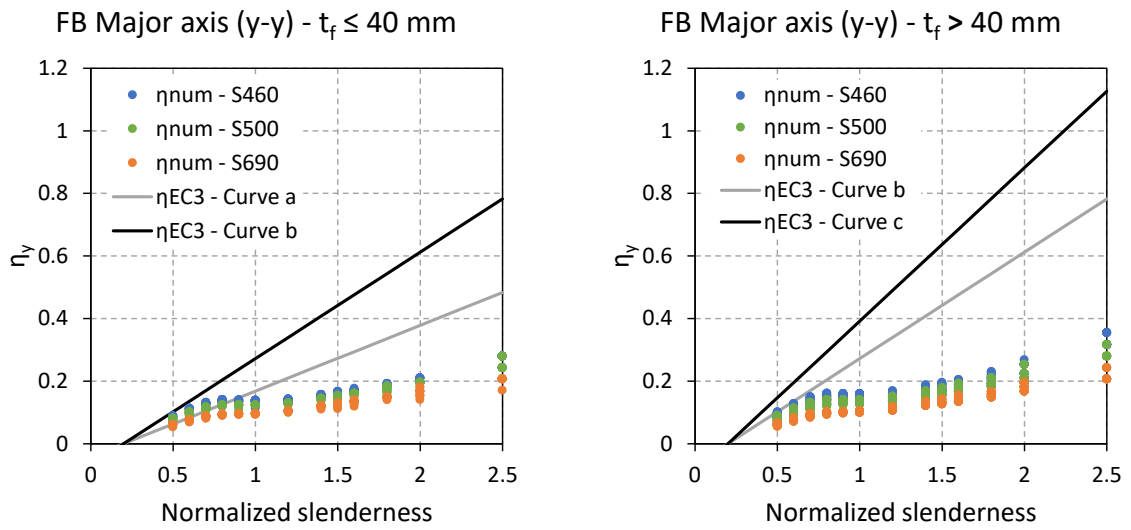 FB Major axis (y-y) - t_f ≤ 40 mm
1.2
1
0.8
0.6
0.4
0.2
0
η_y
ηnum - S460
ηnum - S500
ηnum - S690
ηEC3 - Curve a
ηEC3 - Curve b
0 0.5 1 1.5 2 2.5
Normalized slenderness
FB Major axis (y-y) - t_f > 40 mm
1.2
1
0.8
0.6
0.4
0.2
0
η_y
ηnum - S460
ηnum - S500
ηnum - S690
ηEC3 - Curve b
ηEC3 - Curve c
0 0.5 1 1.5 2 2.5
Normalized slenderness